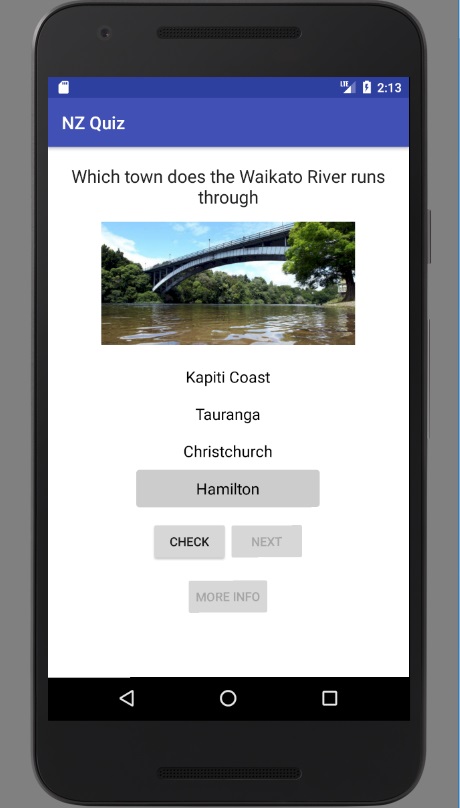 LTE 2:13
NZ Quiz
Which town does the Waikato River runs
through
Kapiti Coast
Tauranga
Christchurch
Hamilton
CHECK NEXT
MORE INFO